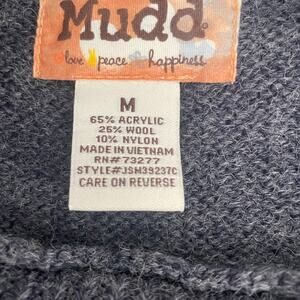 Mudd
love peace happiness
M
65% ACRYLIC
25% WOOL
10% NYLON
MADE IN VIETNAM
RN#73277
STYLE#JSM39237C
CARE ON REVERSE